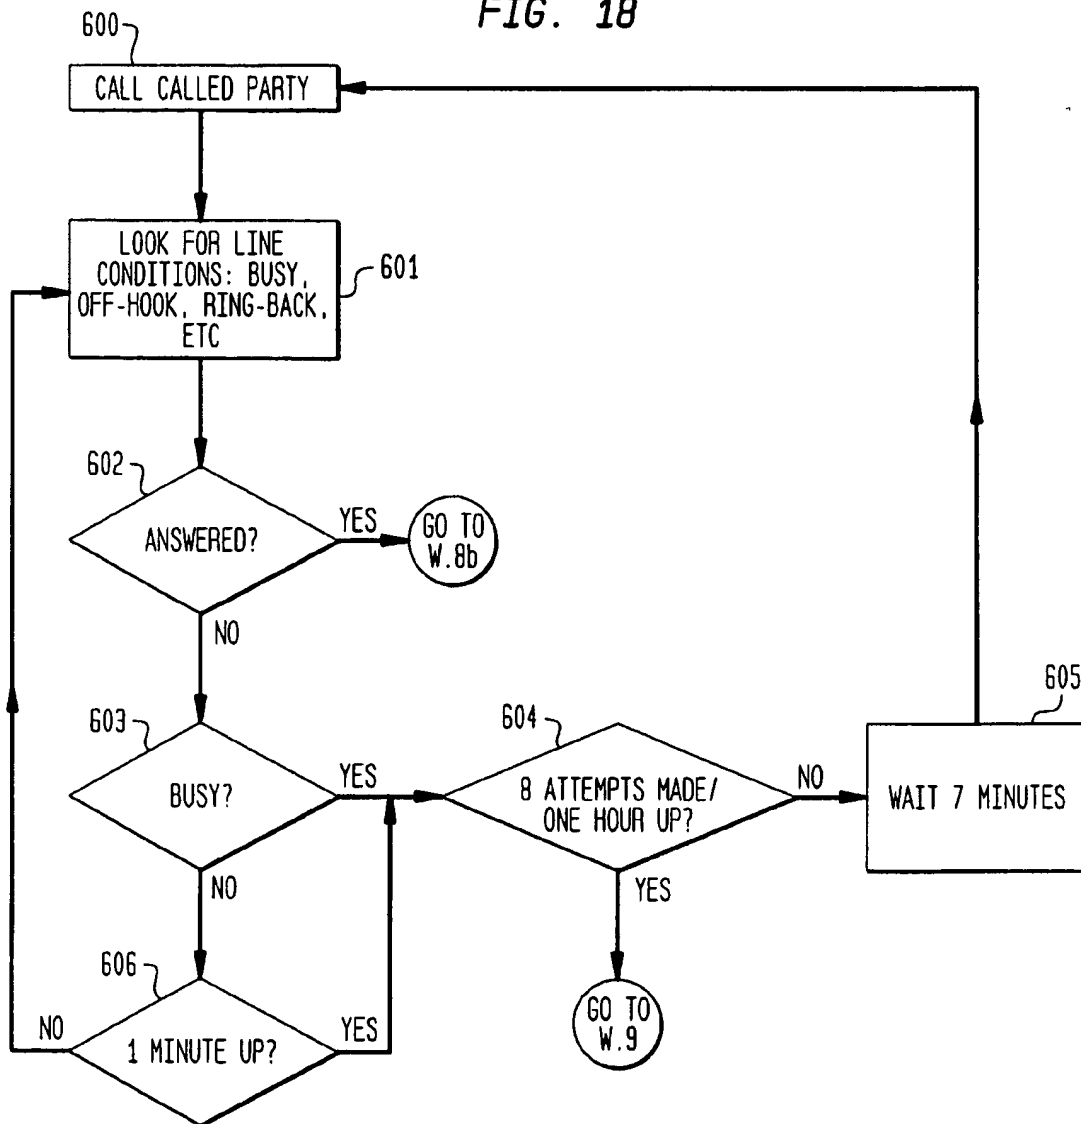 FIG. 18
600
CALL CALLED PARTY
LOOK FOR LINE
CONDITIONS: BUSY,
OFF-HOOK, RING-BACK,
ETC
601
602
ANSWERED?
YES
GO TO
W.8b
NO
603
BUSY?
YES
604
8 ATTEMPTS MADE/
ONE HOUR UP?
NO
605
WAIT 7 MINUTES
NO
YES
606
1 MINUTE UP?
NO
YES
GO TO
W.9